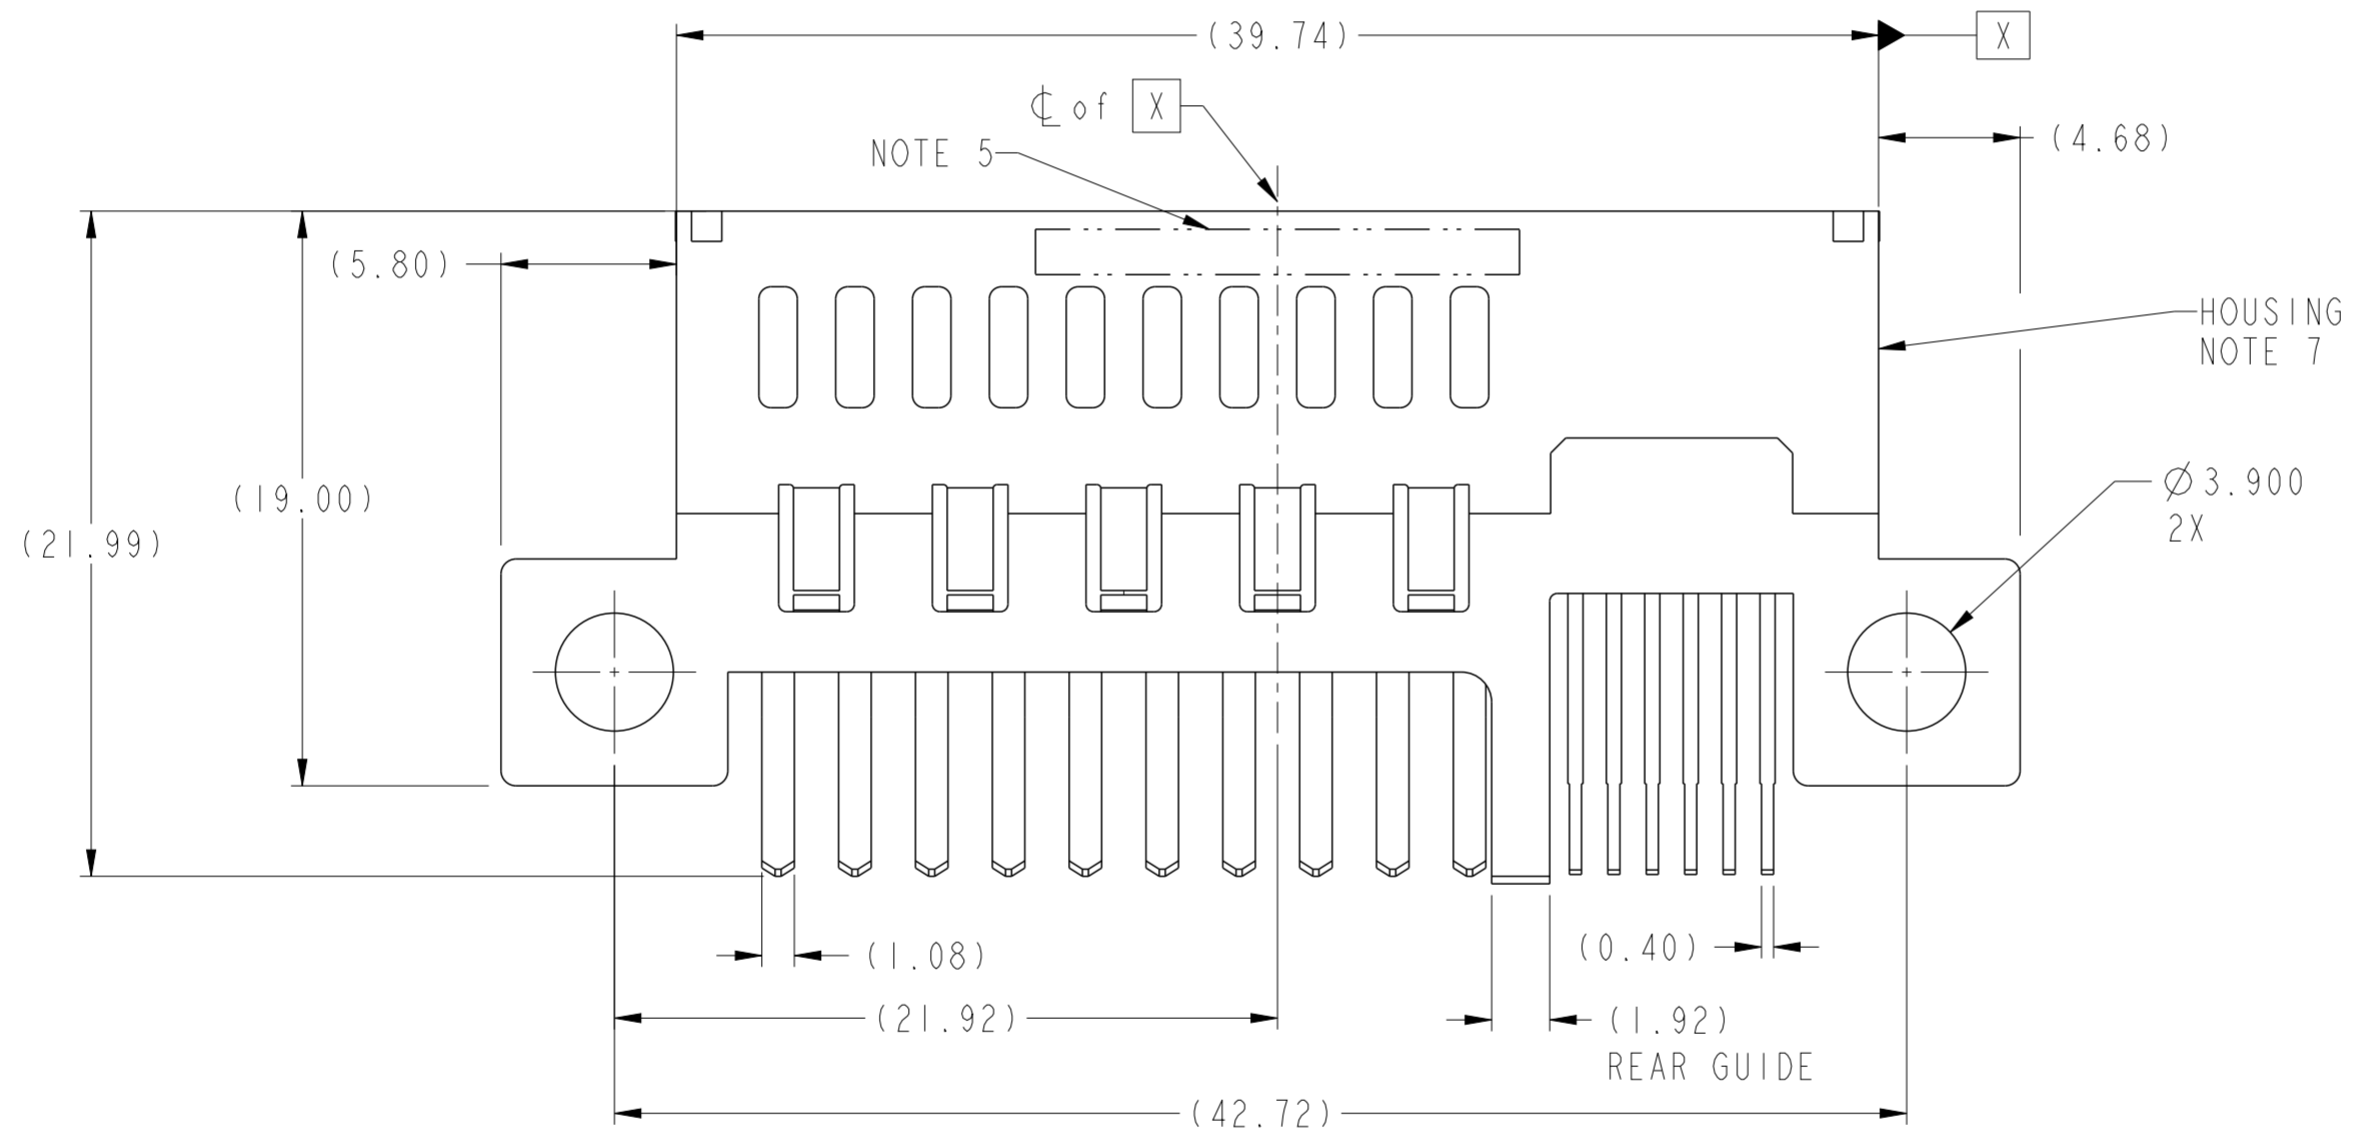 (39.74)
X
℄ of X
NOTE 5
(4.68)
(5.80)
HOUSING
NOTE 7
(19.00)
(21.99)
Ø3.900
2X
(1.08)
(0.40)
(21.92)
(1.92)
REAR GUIDE
(42.72)